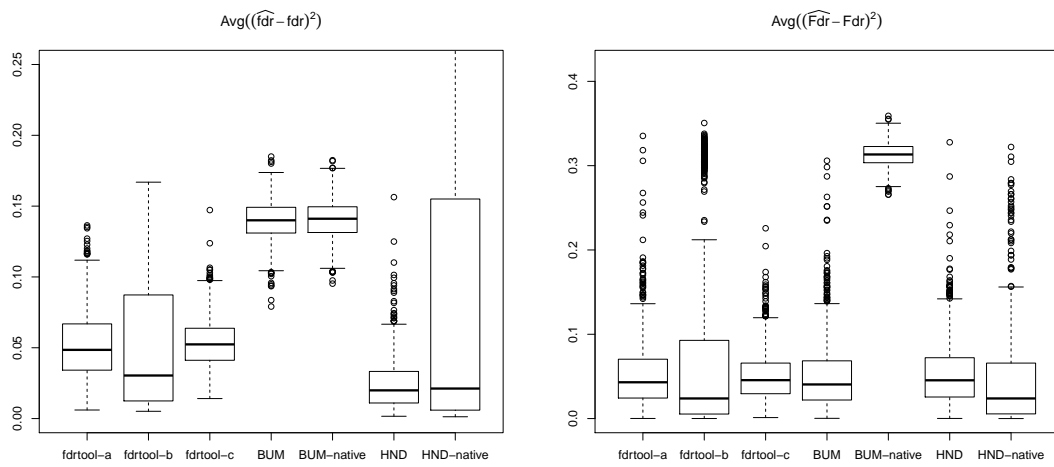 Avg((fdr − fdr)²)
0.00
0.05
0.10
0.15
0.20
0.25
fdrtool−a fdrtool−b fdrtool−c BUM BUM−native HND HND−native
Avg((Fdr − Fdr)²)
0.0
0.1
0.2
0.3
0.4
fdrtool−a fdrtool−b fdrtool−c BUM BUM−native HND HND−native